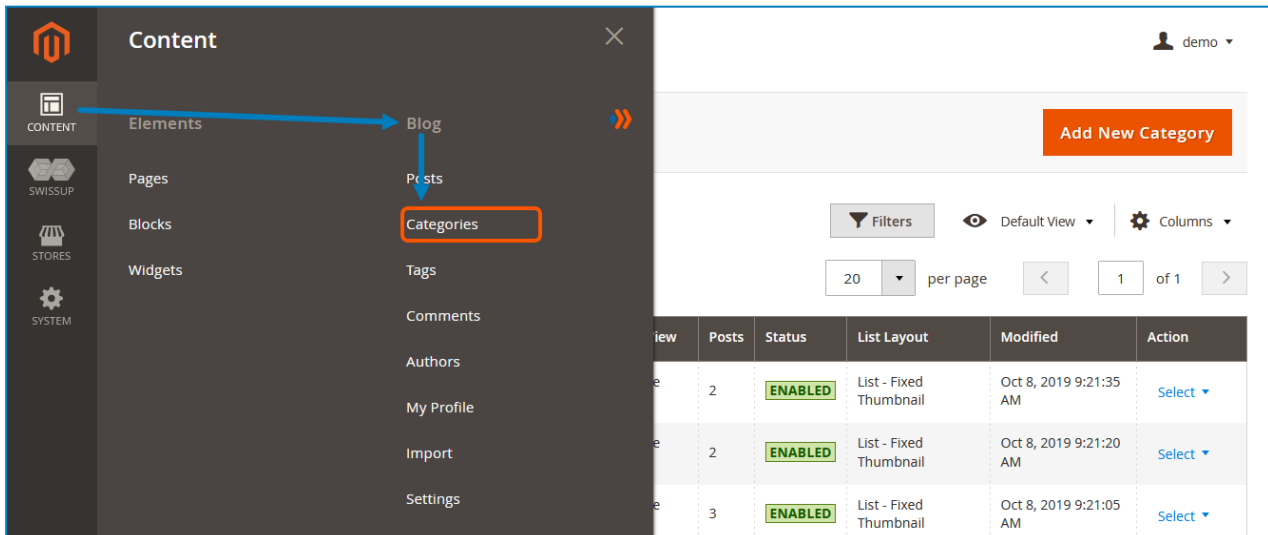 Content
demo
CONTENT
Elements
Blog
Add New Category
Pages
Posts
SWISSUP
Blocks
Categories
Filters
Default View
Columns
STORES
Widgets
Tags
20
per page
1
of 1
SYSTEM
Comments
Authors
My Profile
Import
Settings
iew Posts Status List Layout Modified Action
e 2 ENABLED List - Fixed Oct 8, 2019 9:21:35 Select
Thumbnail AM
e 2 ENABLED List - Fixed Oct 8, 2019 9:21:20 Select
Thumbnail AM
e 3 ENABLED List - Fixed Oct 8, 2019 9:21:05 Select
Thumbnail AM